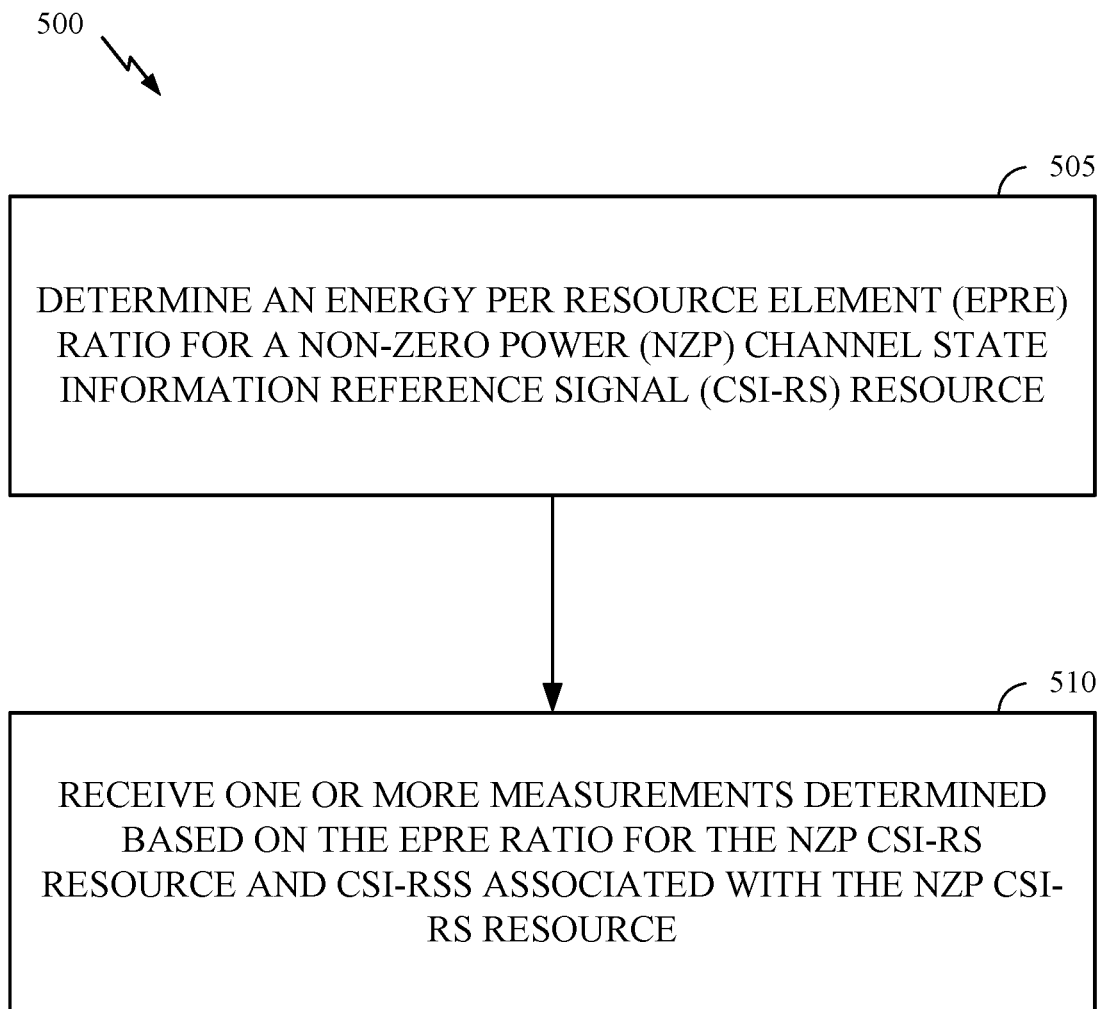 500
505
DETERMINE AN ENERGY PER RESOURCE ELEMENT (EPRE)
RATIO FOR A NON-ZERO POWER (NZP) CHANNEL STATE
INFORMATION REFERENCE SIGNAL (CSI-RS) RESOURCE
510
RECEIVE ONE OR MORE MEASUREMENTS DETERMINED
BASED ON THE EPRE RATIO FOR THE NZP CSI-RS
RESOURCE AND CSI-RSS ASSOCIATED WITH THE NZP CSI-
RS RESOURCE